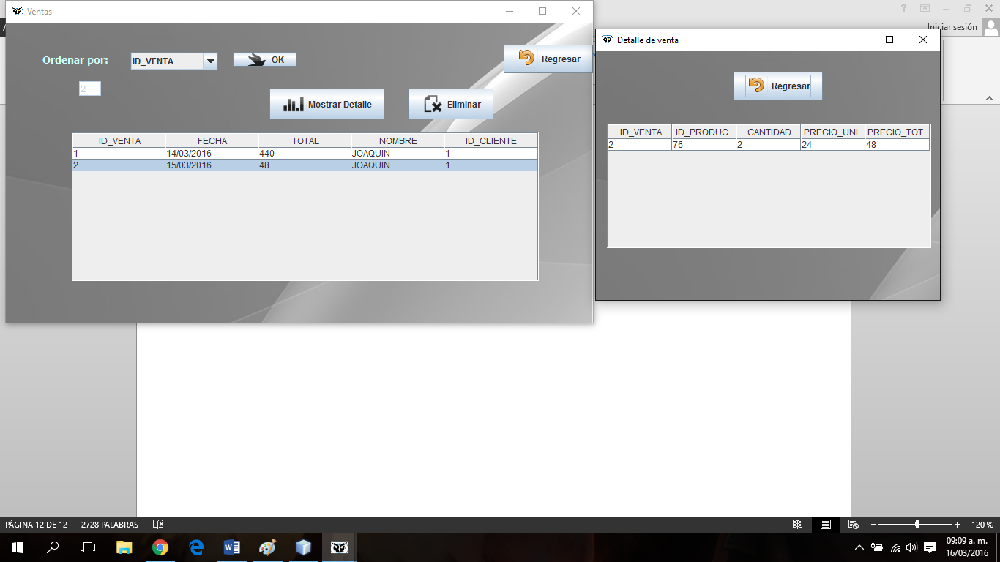 Ventas
Ordenar por: ID_VENTA OK
Regresar
2
Mostrar Detalle Eliminar
ID_VENTA FECHA TOTAL NOMBRE ID_CLIENTE
1 14/03/2016 440 JOAQUIN 1
2 15/03/2016 48 JOAQUIN 1
?
Iniciar sesión
Detalle de venta
Regresar
ID_VENTA ID_PRODUC... CANTIDAD PRECIO_UNI... PRECIO_TOT...
2 76 2 24 48
PÁGINA 12 DE 12 2728 PALABRAS 120 %
09:09 a. m.
16/03/2016